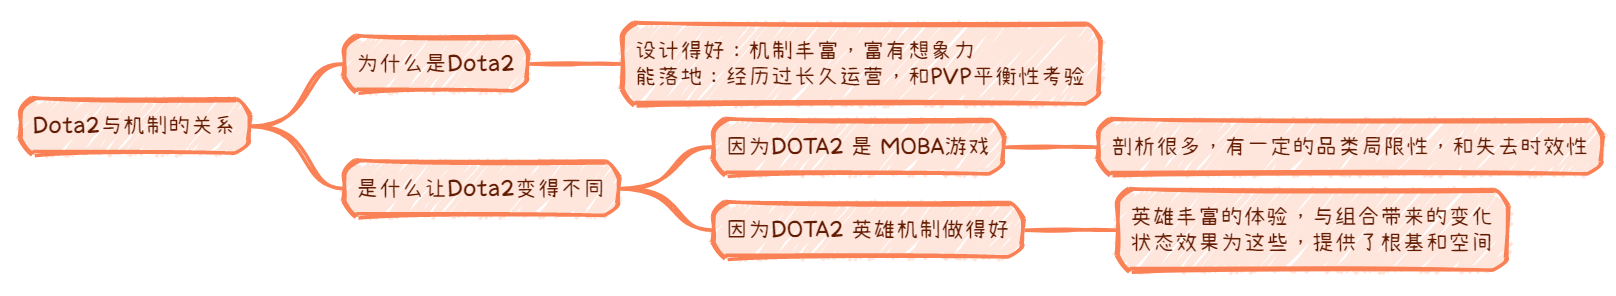 Dota2与机制的关系
为什么是Dota2
设计得好：机制丰富，富有想象力
能落地：经历过长久运营，和PVP平衡性考验
是什么让Dota2变得不同
因为DOTA2 是 MOBA游戏
剖析很多，有一定的品类局限性，和失去时效性
因为DOTA2 英雄机制做得好
英雄丰富的体验，与组合带来的变化
状态效果为这些，提供了根基和空间